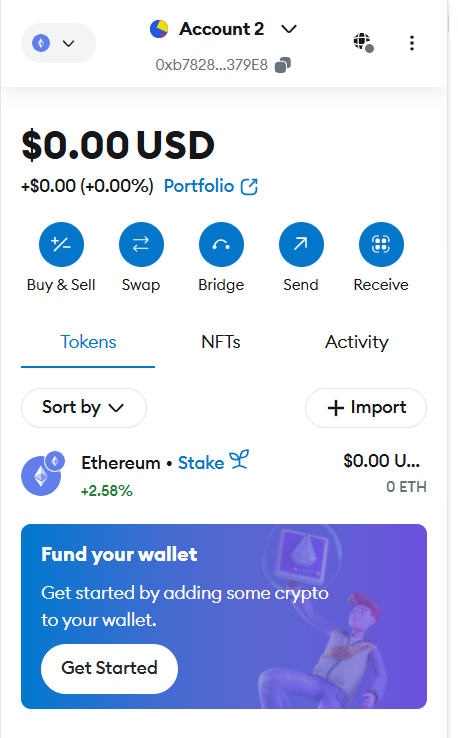 Account 2
0xb7828...379E8
$0.00 USD
+$0.00 (+0.00%) Portfolio
Buy & Sell Swap Bridge Send Receive
Tokens NFTs Activity
Sort by + Import
Ethereum • Stake $0.00 U...
+2.58% 0 ETH
Fund your wallet
Get started by adding some crypto
to your wallet.
Get Started